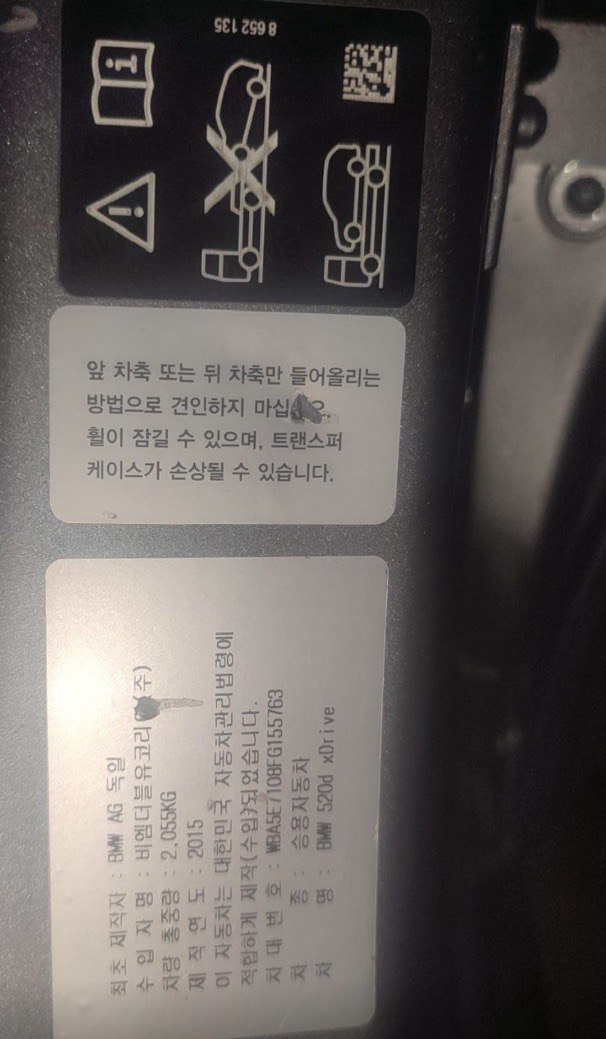 8 652 135
앞 차축 또는 뒤 차축만 들어올리는
방법으로 견인하지 마십
휠이 잠길 수 있으며, 트랜스퍼
케이스가 손상될 수 있습니다.
최초 제작자 : BMW AG 독일
수 입 자 명 : 비엠더블유코리 주)
차량 총중량 : 2,055KG
제 작 연 도 : 2015
이 자동차는 대한민국 자동차관리법령에
적합하게 제작(수입)되었습니다.
차 대 번 호 : WBA5E7108FG155763
차 종 : 승용자동차
차 명 : BMW 520d xDrive